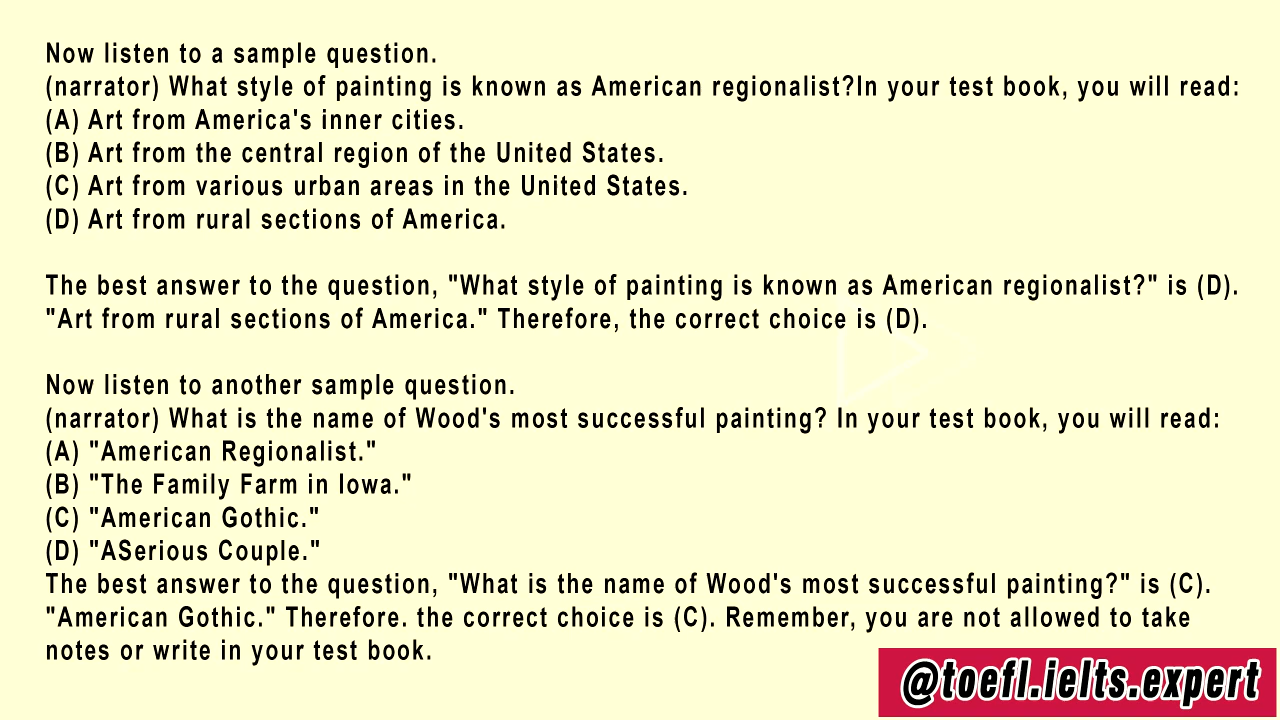 Now listen to a sample question.
(narrator) What style of painting is known as American regionalist?In your test book, you will read:
(A) Art from America's inner cities.
(B) Art from the central region of the United States.
(C) Art from various urban areas in the United States.
(D) Art from rural sections of America.
The best answer to the question, "What style of painting is known as American regionalist?" is (D).
"Art from rural sections of America." Therefore, the correct choice is (D).
Now listen to another sample question.
(narrator) What is the name of Wood's most successful painting? In your test book, you will read:
(A) "American Regionalist."
(B) "The Family Farm in Iowa."
(C) "American Gothic."
(D) "ASerious Couple."
The best answer to the question, "What is the name of Wood's most successful painting?" is (C).
"American Gothic." Therefore. the correct choice is (C). Remember, you are not allowed to take
notes or write in your test book.
@toefl.ielts.expert